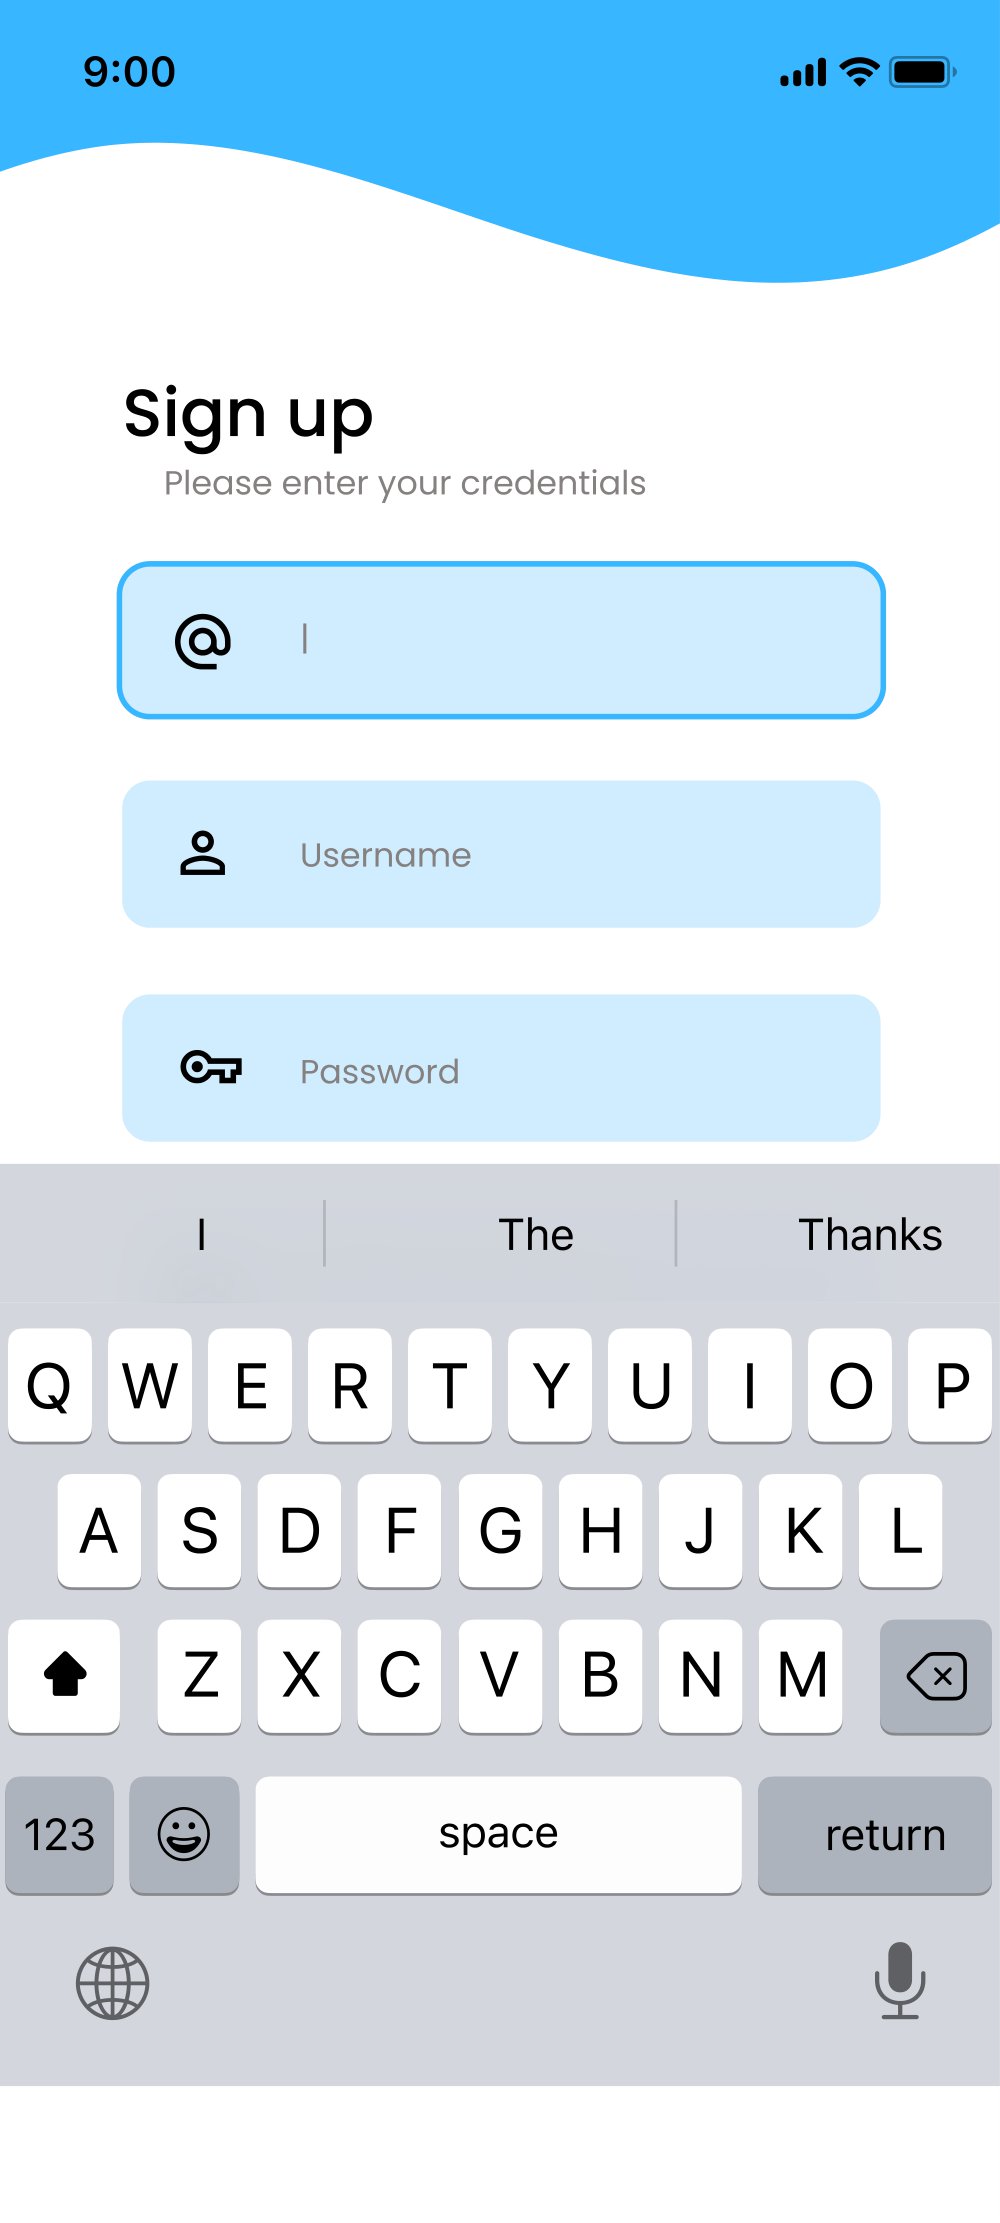 9:00
Sign up
Please enter your credentials
Username
Password
I The Thanks
Q W E R T Y U I O P
A S D F G H J K L
Z X C V B N M
123 space return